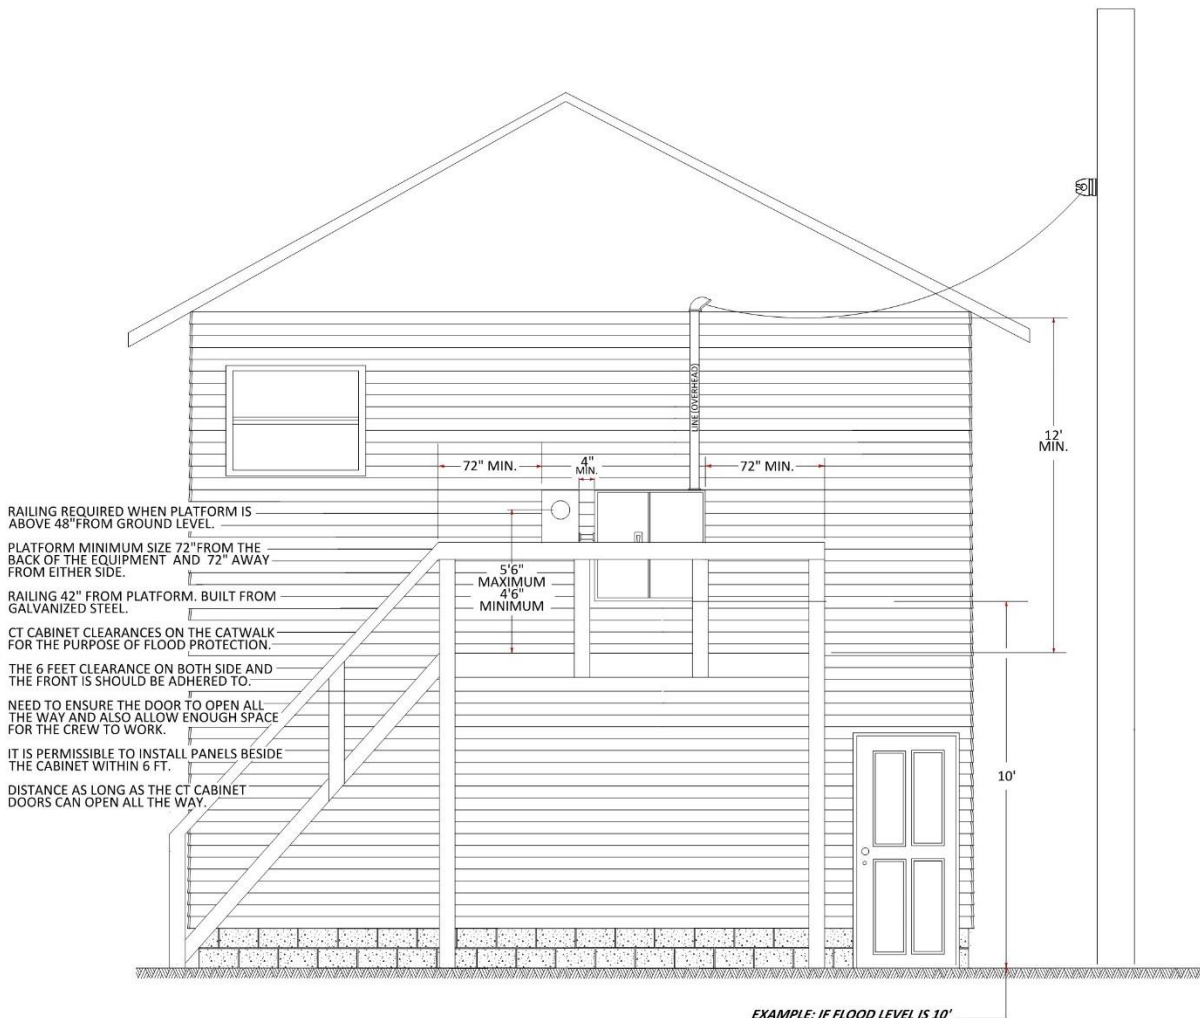 LINE(OVERHEAD)
72" MIN.
4"
MIN.
72" MIN.
12'
MIN.
RAILING REQUIRED WHEN PLATFORM IS
ABOVE 48"FROM GROUND LEVEL.
PLATFORM MINIMUM SIZE 72"FROM THE
BACK OF THE EQUIPMENT AND 72" AWAY
FROM EITHER SIDE.
RAILING 42" FROM PLATFORM. BUILT FROM
GALVANIZED STEEL.
CT CABINET CLEARANCES ON THE CATWALK
FOR THE PURPOSE OF FLOOD PROTECTION.
THE 6 FEET CLEARANCE ON BOTH SIDE AND
THE FRONT IS SHOULD BE ADHERED TO.
NEED TO ENSURE THE DOOR TO OPEN ALL
THE WAY AND ALSO ALLOW ENOUGH SPACE
FOR THE CREW TO WORK.
IT IS PERMISSIBLE TO INSTALL PANELS BESIDE
THE CABINET WITHIN 6 FT.
DISTANCE AS LONG AS THE CT CABINET
DOORS CAN OPEN ALL THE WAY.
5'6"
MAXIMUM
4'6"
MINIMUM
10'
EXAMPLE: IF FLOOD LEVEL IS 10'